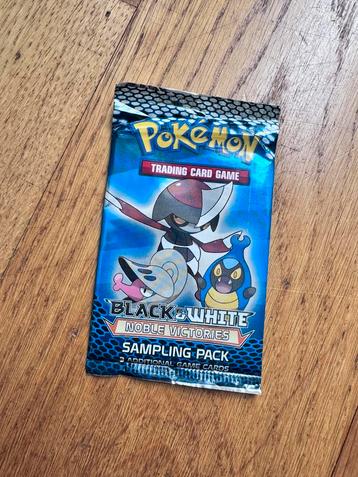 POKéMON
TRADING CARD GAME
BLACK & WHITE
NOBLE VICTORIES
SAMPLING PACK
3 ADDITIONAL GAME CARDS